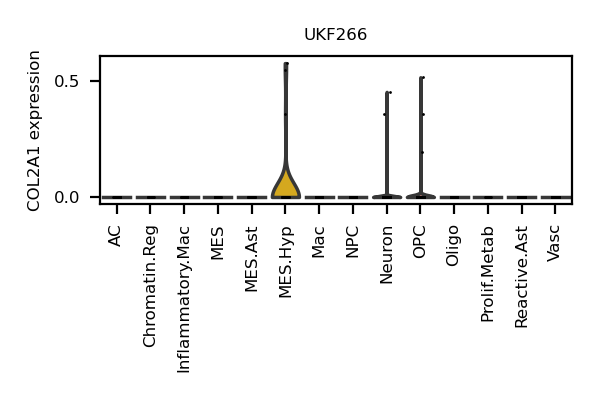 UKF266
COL2A1 expression
0.5
0.0
AC
Chromatin.Reg
Inflammatory.Mac
MES
MES.Ast
MES.Hyp
Mac
NPC
Neuron
OPC
Oligo
Prolif.Metab
Reactive.Ast
Vasc